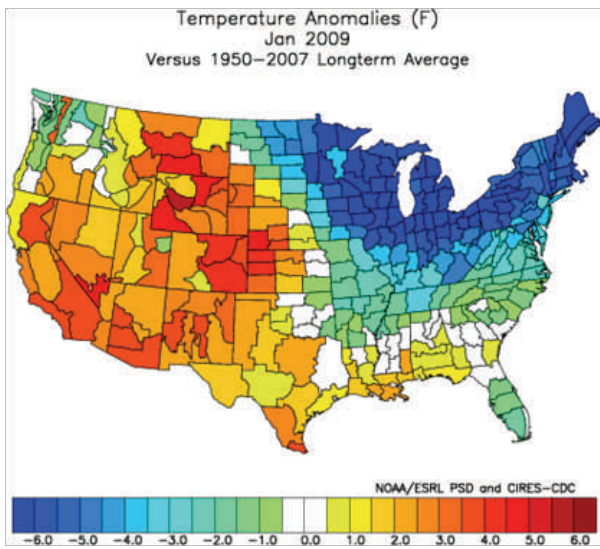 Temperature Anomalies (F)
Jan 2009
Versus 1950-2007 Longterm Average
NOAA/ESRL PSD and CIRES-CDC
-6.0 -5.0 -4.0 -3.0 -2.0 -1.0 0.0 1.0 2.0 3.0 4.0 5.0 6.0